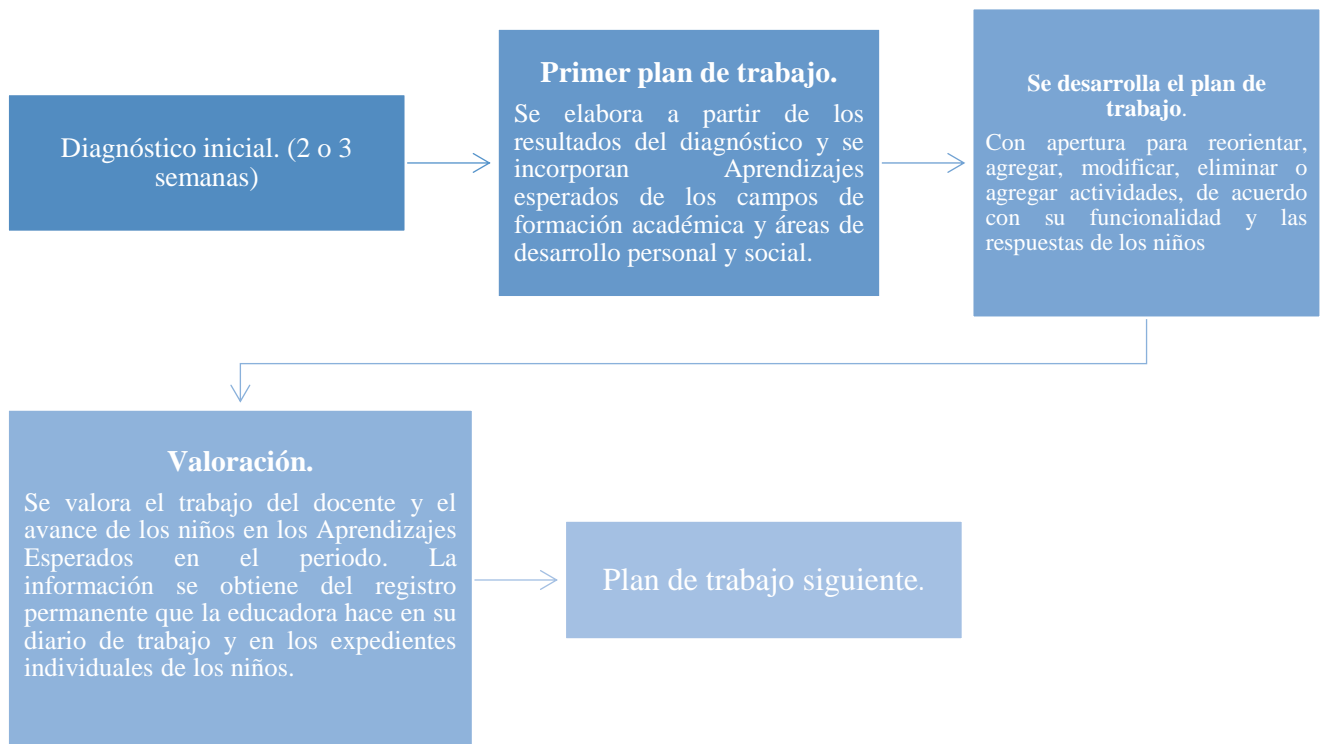 Diagnóstico inicial. (2 o 3
semanas)
Primer plan de trabajo.
Se elabora a partir de los
resultados del diagnóstico y se
incorporan Aprendizajes
esperados de los campos de
formación académica y áreas de
desarrollo personal y social.
Se desarrolla el plan de
trabajo.
Con apertura para reorientar,
agregar, modificar, eliminar o
agregar actividades, de acuerdo
con su funcionalidad y las
respuestas de los niños
Valoración.
Se valora el trabajo del docente y el
avance de los niños en los Aprendizajes
Esperados en el periodo. La
información se obtiene del registro
permanente que la educadora hace en su
diario de trabajo y en los expedientes
individuales de los niños.
Plan de trabajo siguiente.